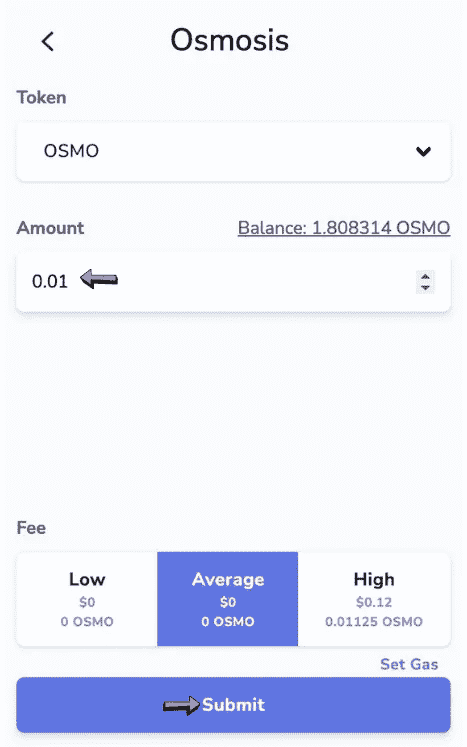 Osmosis
Token
OSMO
Amount Balance: 1.808314 OSMO
0.01
Fee
Low Average High
$0 $0 $0.12
0 OSMO 0 OSMO 0.01125 OSMO
Set Gas
Submit